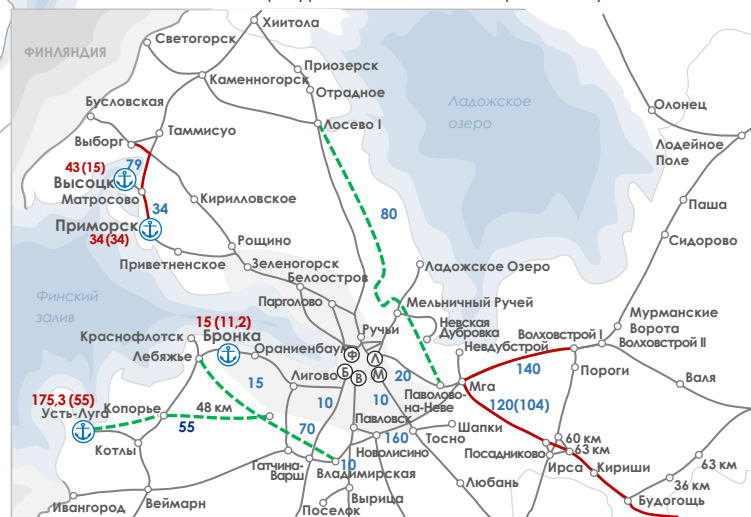 Хиитола
Светогорск
ФИНЛЯНДИЯ
Приозерск
Каменногорск
Отрадное
Бусловская
Ладожское
озеро
Олонец
Лосево I
Таммисуо
Выборг
Лодейное
Поле
43 (15)
79
Высоцк
Матросово
Кирилловское
34
80
Паша
Приморск
34 (34)
Рощино
Сидорово
Приветненское
Зеленогорск
Ладожское Озеро
Белоостров
Финский
залив
Парголово
Мельничный Ручей
Мурманские
Ворота
15 (11,2)
Невская
Дубровка
Ручьи
Краснофлотск
Бронка
Волховстрой I
Волховстрой II
Ораниенбаум
Невдубстрой
Лебяжье
Ф
Л
Б
В
М
Лигово
20
140
Пороги
Валя
15
Мга
175,3 (55)
Паволово-
на-Неве
Усть-Луга
Копорье
48 км
10
10
120(104)
55
70
Павловск
Шапки
160
Тосно
60 км
63 км
Котлы
Новолисино
Посадниково
63 км
Татчина-
Варш
10
Владимирская
Ирса
Кириши
Любань
36 км
Ивангород
Веймарн
Вырица
Поселок
Будогощь